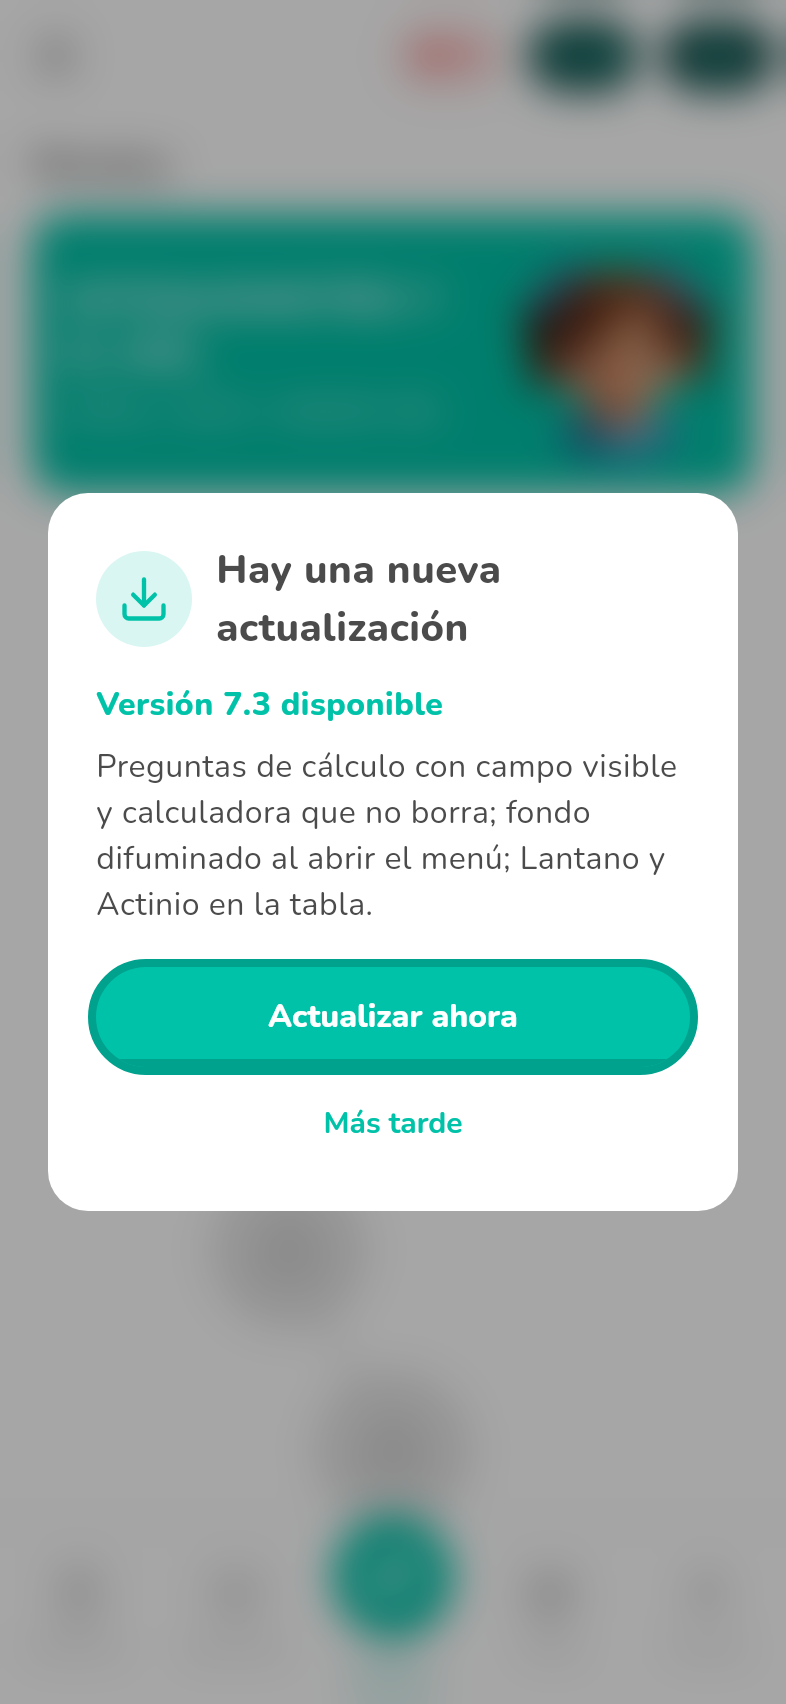 Hay una nueva
actualización
Versión 7.3 disponible
Preguntas de cálculo con campo visible
y calculadora que no borra; fondo
difuminado al abrir el menú; Lantano y
Actinio en la tabla.
Actualizar ahora
Más tarde